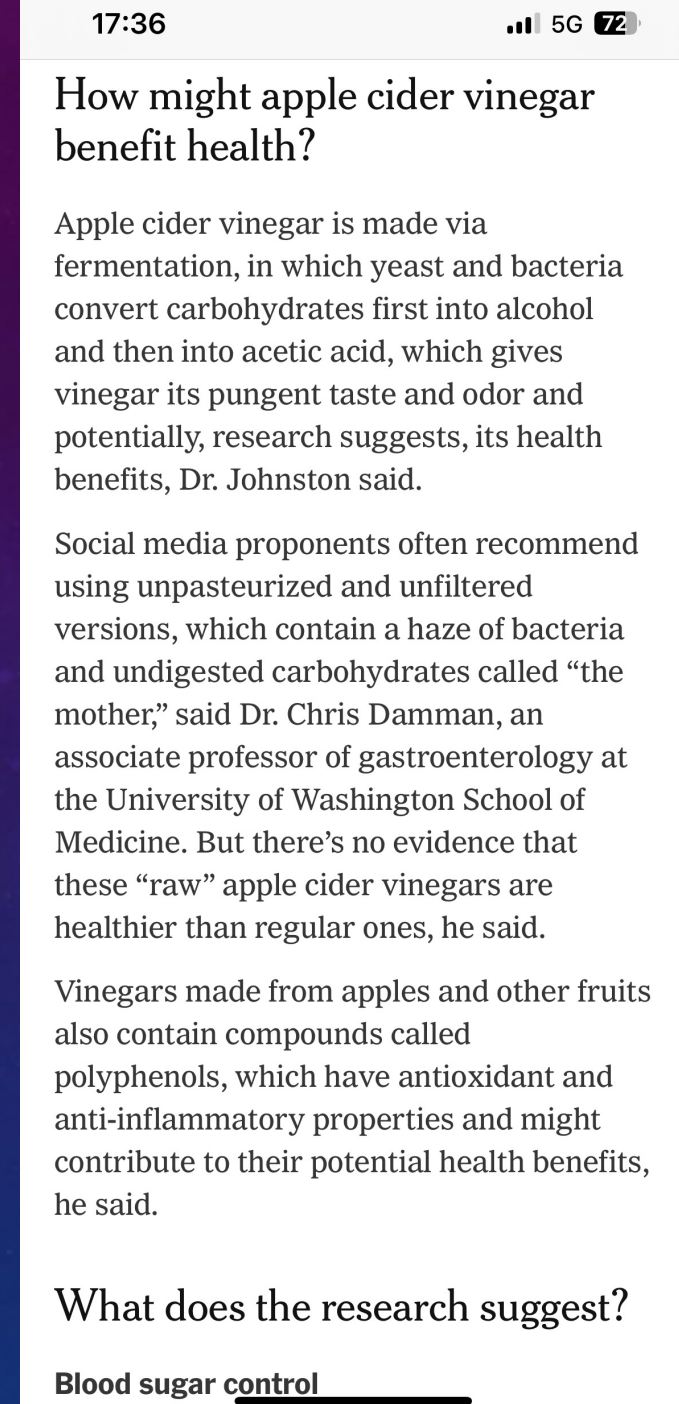 17:36
5G 72
How might apple cider vinegar
benefit health?
Apple cider vinegar is made via
fermentation, in which yeast and bacteria
convert carbohydrates first into alcohol
and then into acetic acid, which gives
vinegar its pungent taste and odor and
potentially, research suggests, its health
benefits, Dr. Johnston said.
Social media proponents often recommend
using unpasteurized and unfiltered
versions, which contain a haze of bacteria
and undigested carbohydrates called “the
mother,” said Dr. Chris Damman, an
associate professor of gastroenterology at
the University of Washington School of
Medicine. But there’s no evidence that
these “raw” apple cider vinegars are
healthier than regular ones, he said.
Vinegars made from apples and other fruits
also contain compounds called
polyphenols, which have antioxidant and
anti-inflammatory properties and might
contribute to their potential health benefits,
he said.
What does the research suggest?
Blood sugar control